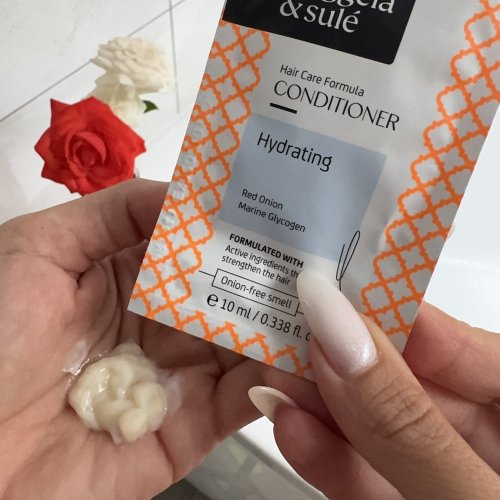 & sulé
Hair Care Formula
CONDITIONER
Hydrating
Red Onion
Marine Glycogen
FORMULATED WITH
Active ingredients
strengthen the hair
Onion-free smell
e 10 ml / 0.338 fl.